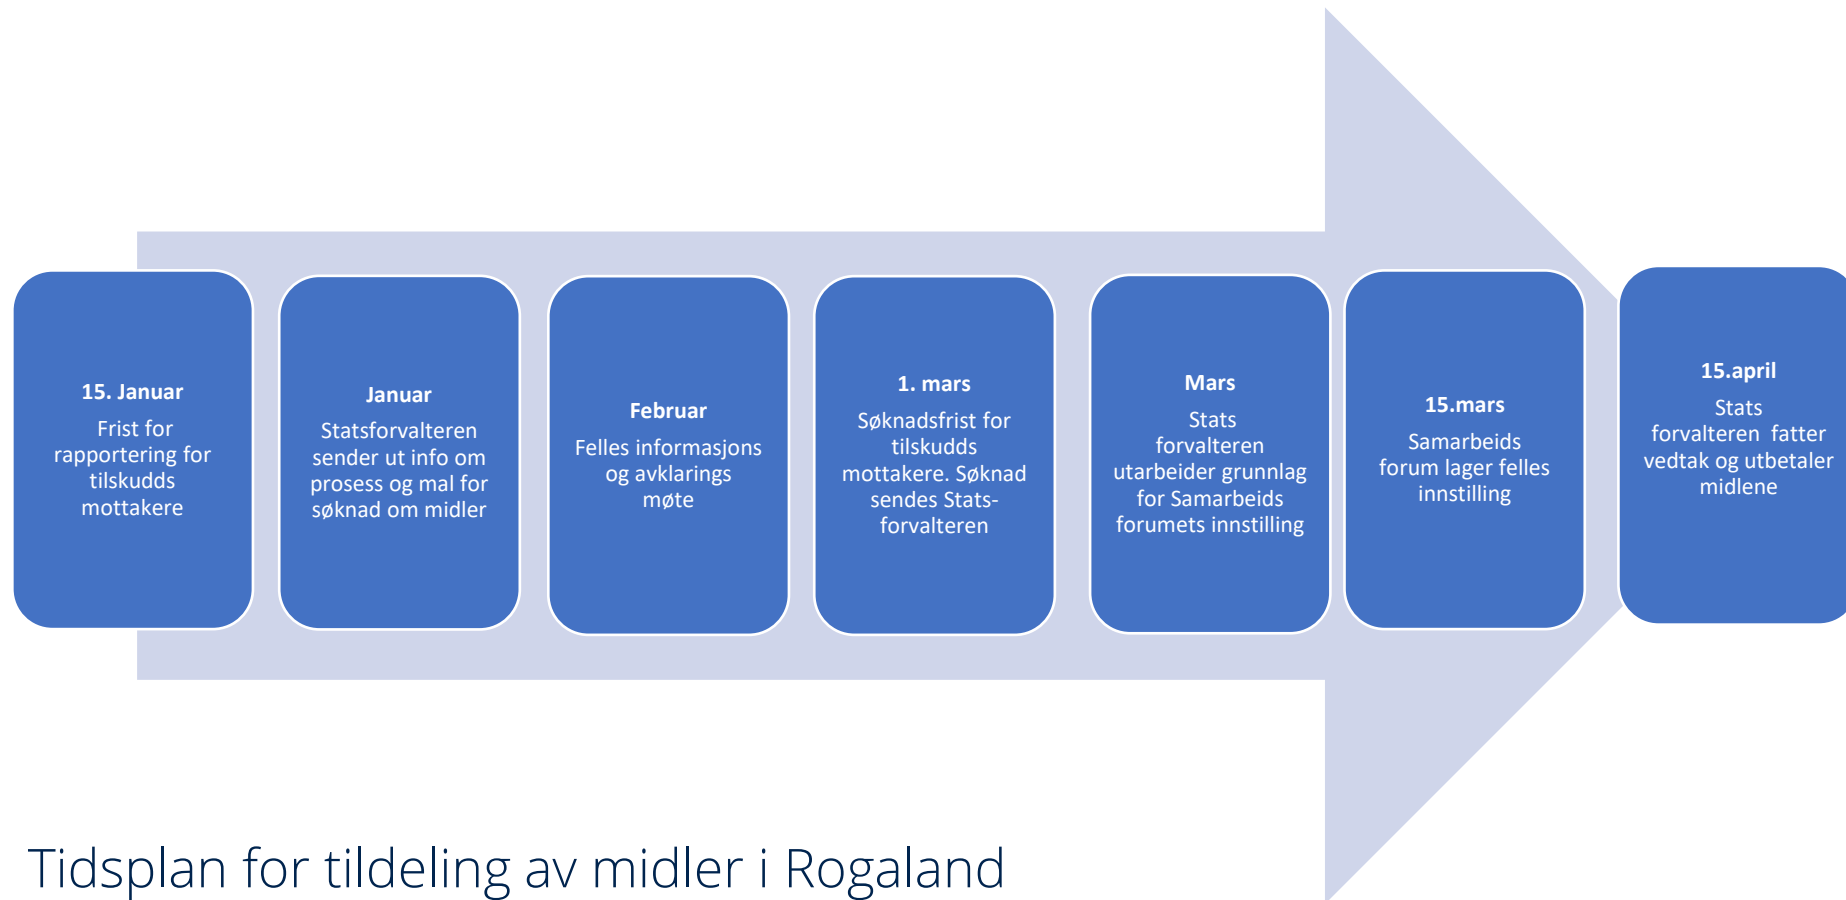 15. Januar
Frist for
rapportering for
tilskudds
mottakere
Januar
Statsforvalteren
sender ut info om
prosess og mal for
søknad om midler
Februar
Felles informasjons
og avklarings
møte
1. mars
Søknadsfrist for
tilskudds
mottakere. Søknad
sendes Stats-
forvalteren
Mars
Stats
forvalteren
utarbeider grunnlag
for Samarbeids
forumets innstilling
15.mars
Samarbeids
forum lager felles
innstilling
15.april
Stats
forvalteren  fatter
vedtak og utbetaler
midlene
Tidsplan for tildeling av midler i Rogaland